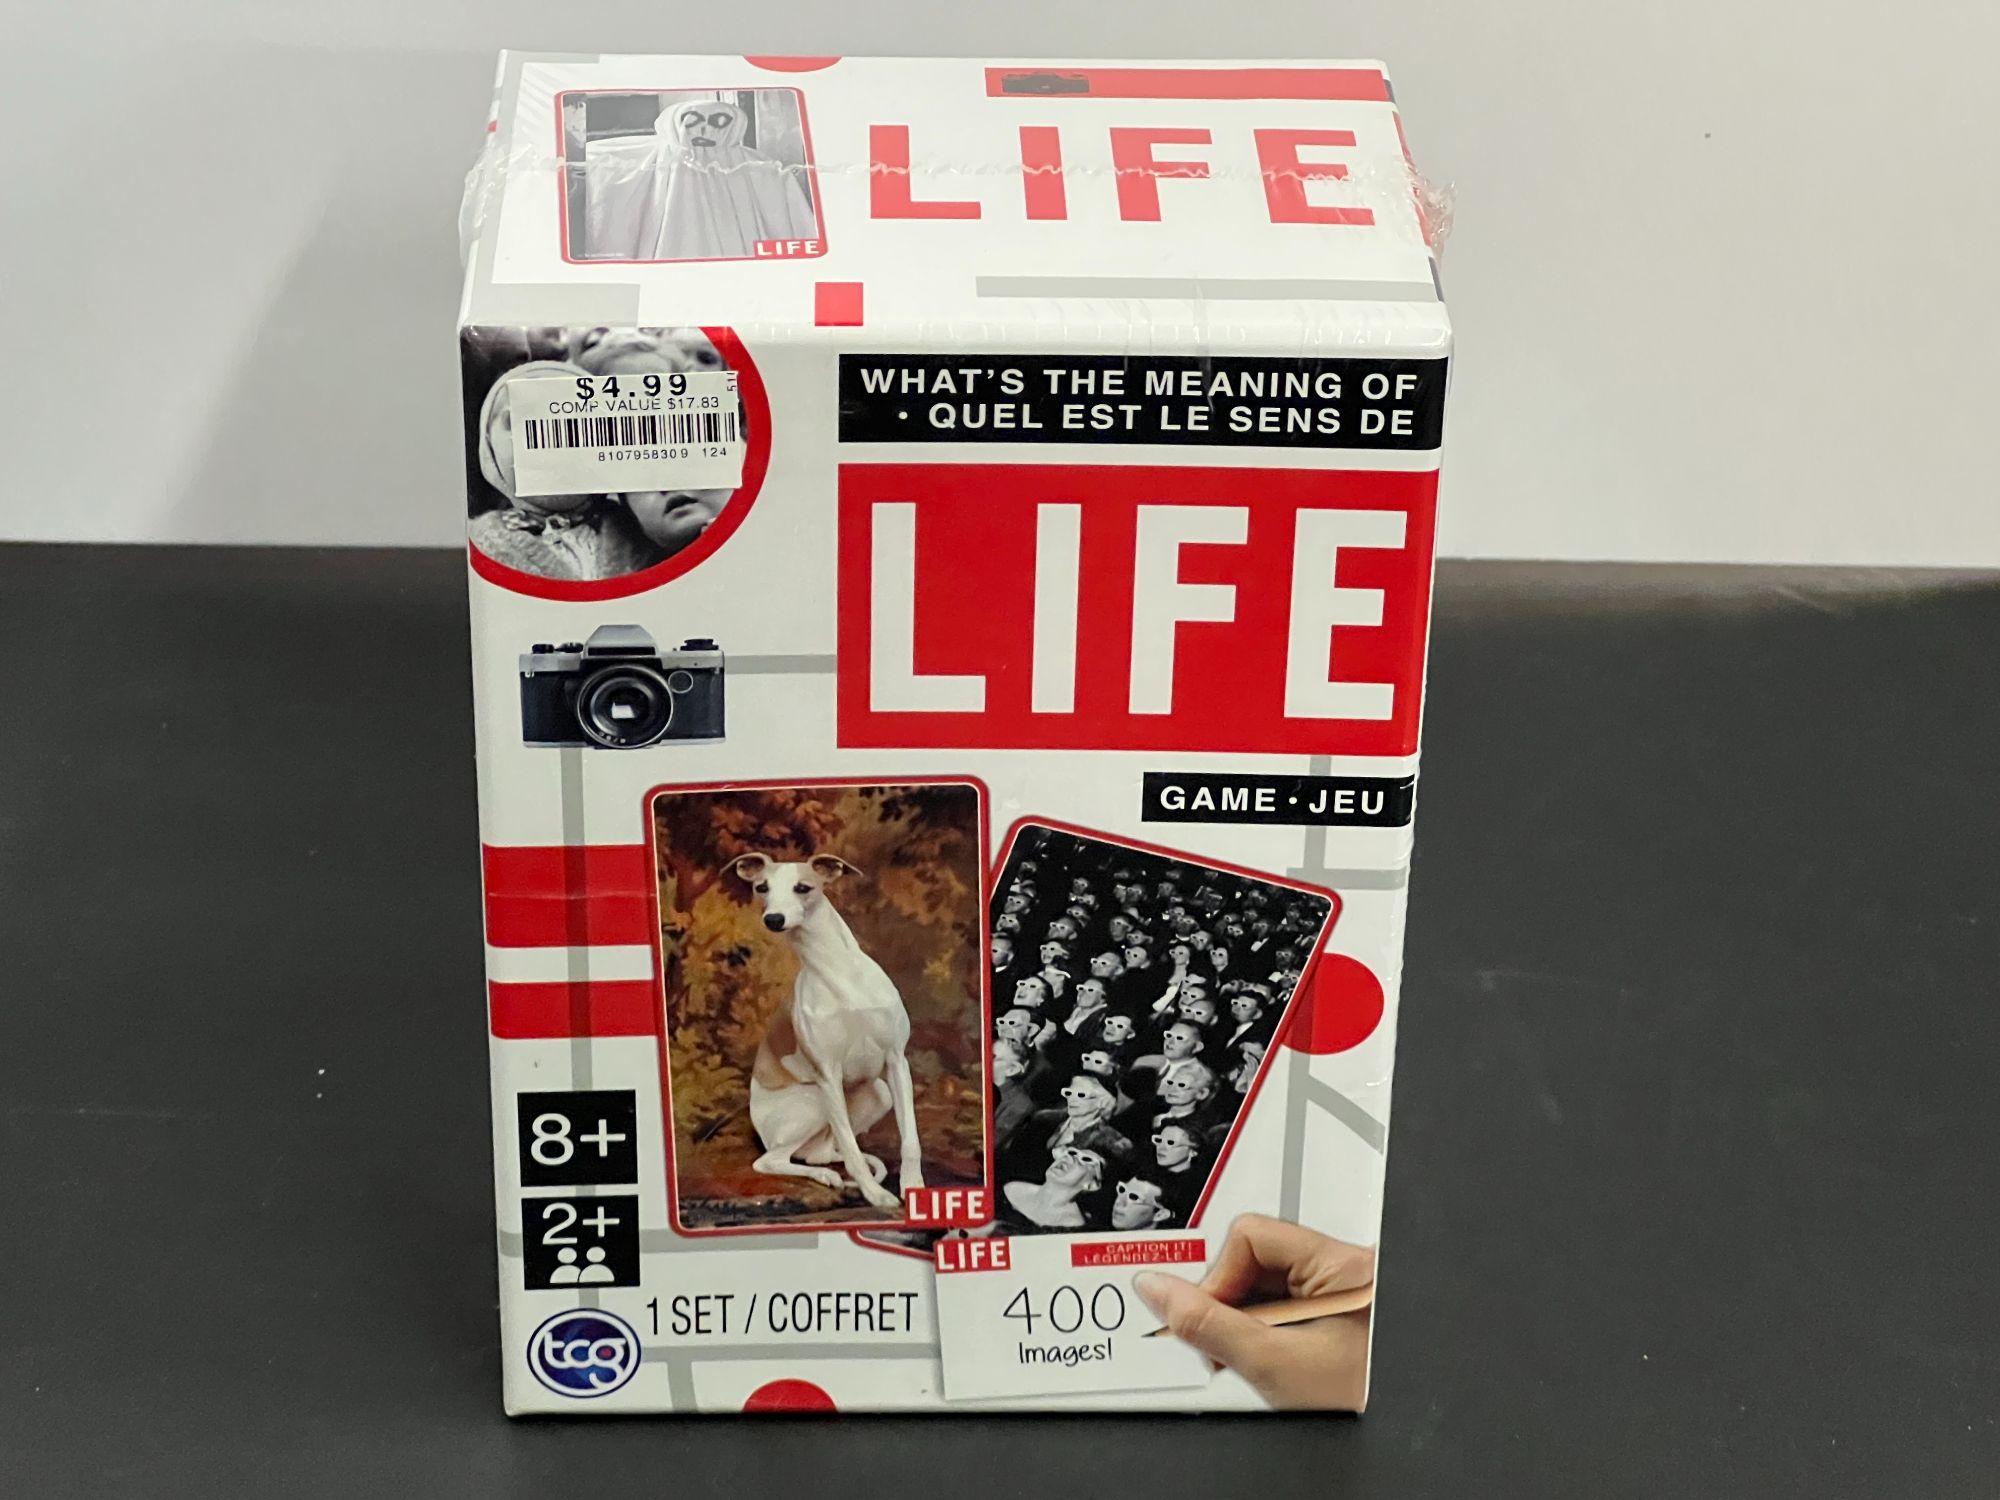 LIFE
LIFE
$4.99
COMP VALUE $17.83
8107958309 124
WHAT'S THE MEANING OF
• QUEL EST LE SENS DE
LIFE
GAME • JEU
LIFE
8+
2+
LIFE
CAPTION IT!
LÉGENDEZ-LE !
400
Images!
1 SET / COFFRET
tcg